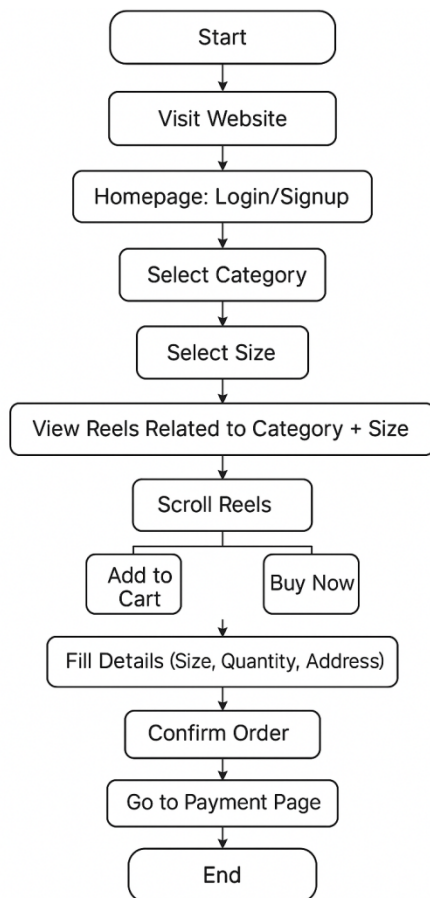 Start
Visit Website
Homepage: Login/Signup
Select Category
Select Size
View Reels Related to Category + Size
Scroll Reels
Add to
Cart
Buy Now
Fill Details (Size, Quantity, Address)
Confirm Order
Go to Payment Page
End